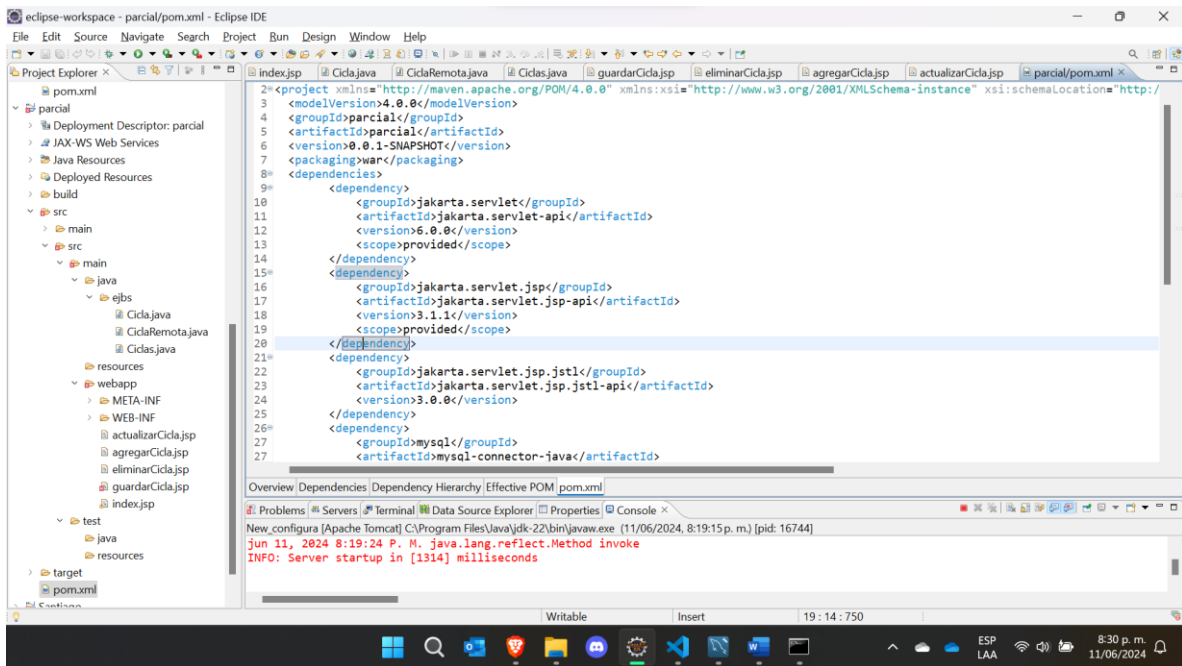 eclipse-workspace - parcial/pom.xml - Eclipse IDE
File Edit Source Navigate Search Project Run Design Window Help
Project Explorer ×
index.jsp Cicla.java CiclaRemota.java Ciclas.java guardarCicla.jsp eliminarCicla.jsp agregarCicla.jsp actualizarCicla.jsp parcial/pom.xml ×
pom.xml
parcial
Deployment Descriptor: parcial
JAX-WS Web Services
Java Resources
Deployed Resources
build
src
main
src
main
java
ejbs
Cicla.java
CiclaRemota.java
Ciclas.java
resources
webapp
META-INF
WEB-INF
actualizarCicla.jsp
agregarCicla.jsp
eliminarCicla.jsp
guardarCicla.jsp
index.jsp
test
java
resources
target
pom.xml
Santiago
2 <project xmlns="http://maven.apache.org/POM/4.0.0" xmlns:xsi="http://www.w3.org/2001/XMLSchema-instance" xsi:schemaLocation="http:/
3 <modelVersion>4.0.0</modelVersion>
4 <groupId>parcial</groupId>
5 <artifactId>parcial</artifactId>
6 <version>0.0.1-SNAPSHOT</version>
7 <packaging>war</packaging>
8 <dependencies>
9 <dependency>
10 <groupId>jakarta.servlet</groupId>
11 <artifactId>jakarta.servlet-api</artifactId>
12 <version>6.0.0</version>
13 <scope>provided</scope>
14 </dependency>
15 <dependency>
16 <groupId>jakarta.servlet.jsp</groupId>
17 <artifactId>jakarta.servlet.jsp-api</artifactId>
18 <version>3.1.1</version>
19 <scope>provided</scope>
20 </dependency>
21 <dependency>
22 <groupId>jakarta.servlet.jsp.jstl</groupId>
23 <artifactId>jakarta.servlet.jsp.jstl-api</artifactId>
24 <version>3.0.0</version>
25 </dependency>
26 <dependency>
27 <groupId>mysql</groupId>
27 <artifactId>mysql-connector-java</artifactId>
Overview Dependencies Dependency Hierarchy Effective POM pom.xml
Problems Servers Terminal Data Source Explorer Properties Console ×
New_configura [Apache Tomcat] C:\Program Files\Java\jdk-22\bin\javaw.exe (11/06/2024, 8:19:15 p. m.) [pid: 16744]
jun 11, 2024 8:19:24 P. M. java.lang.reflect.Method invoke
INFO: Server startup in [1314] milliseconds
Writable Insert 19 : 14 : 750
ESP
LAA
8:30 p. m.
11/06/2024